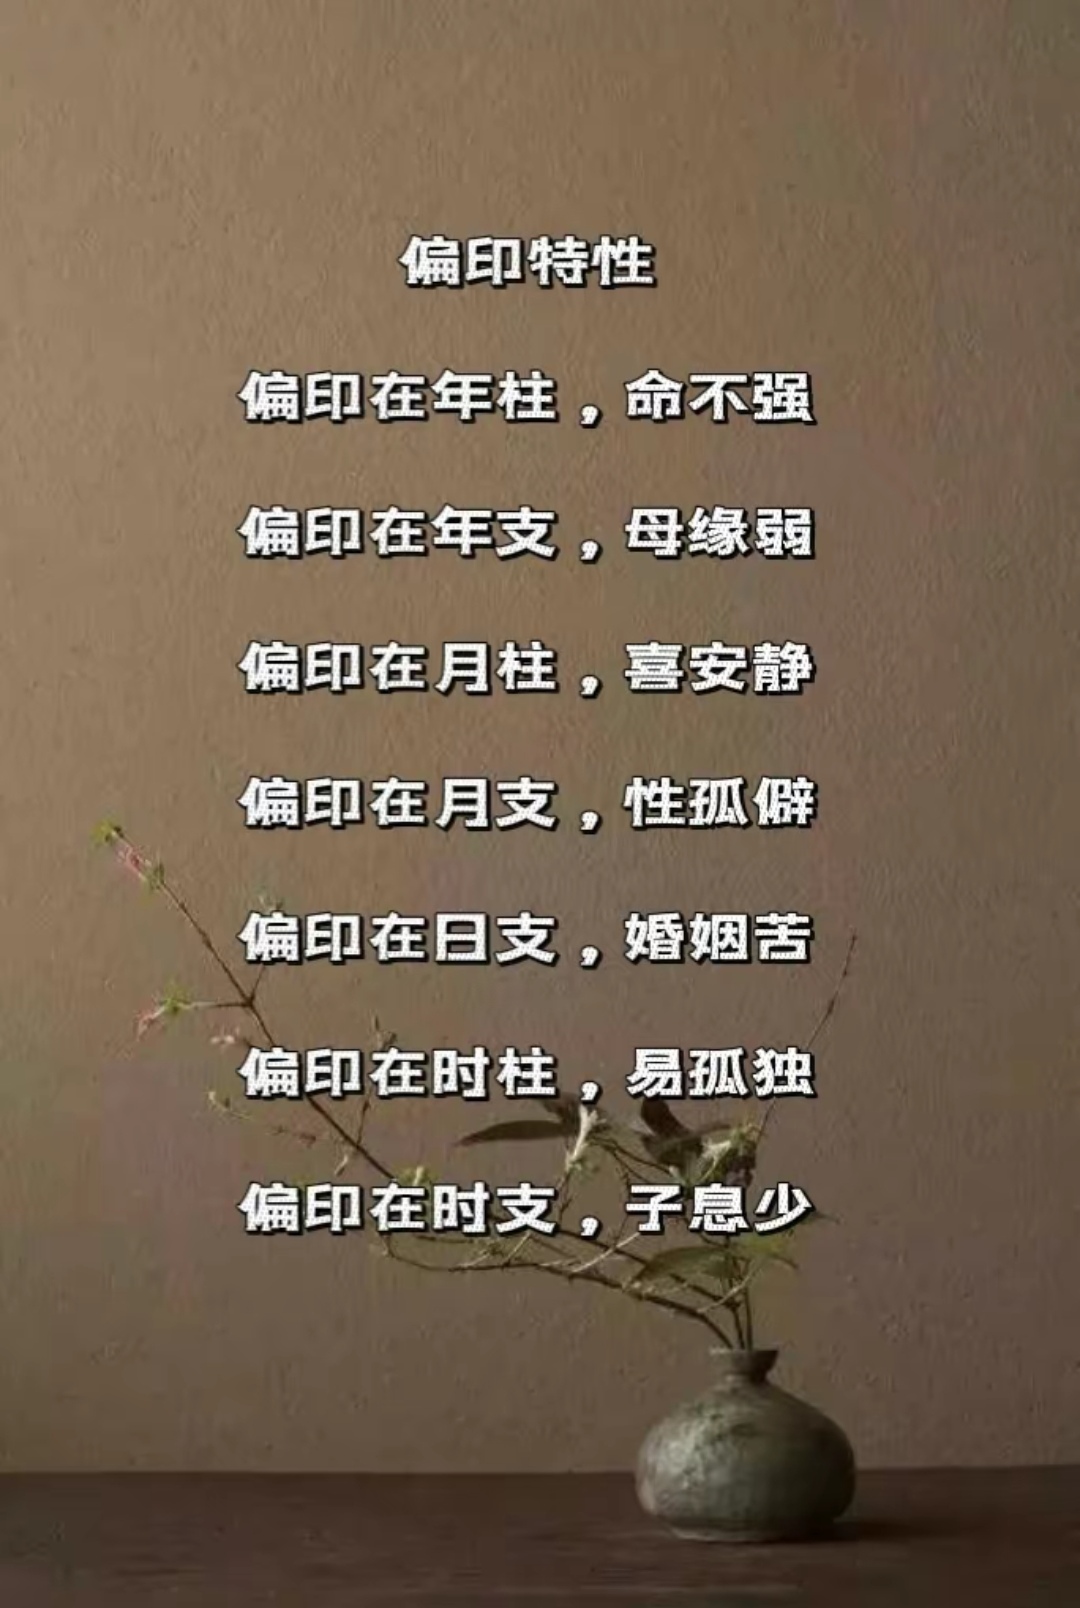 偏印特性
偏印在年柱，命不强
偏印在年支，母缘弱
偏印在月柱，喜安静
偏印在月支，性孤僻
偏印在日支，婚姻苦
偏印在时柱，易孤独
偏印在时支，子息少